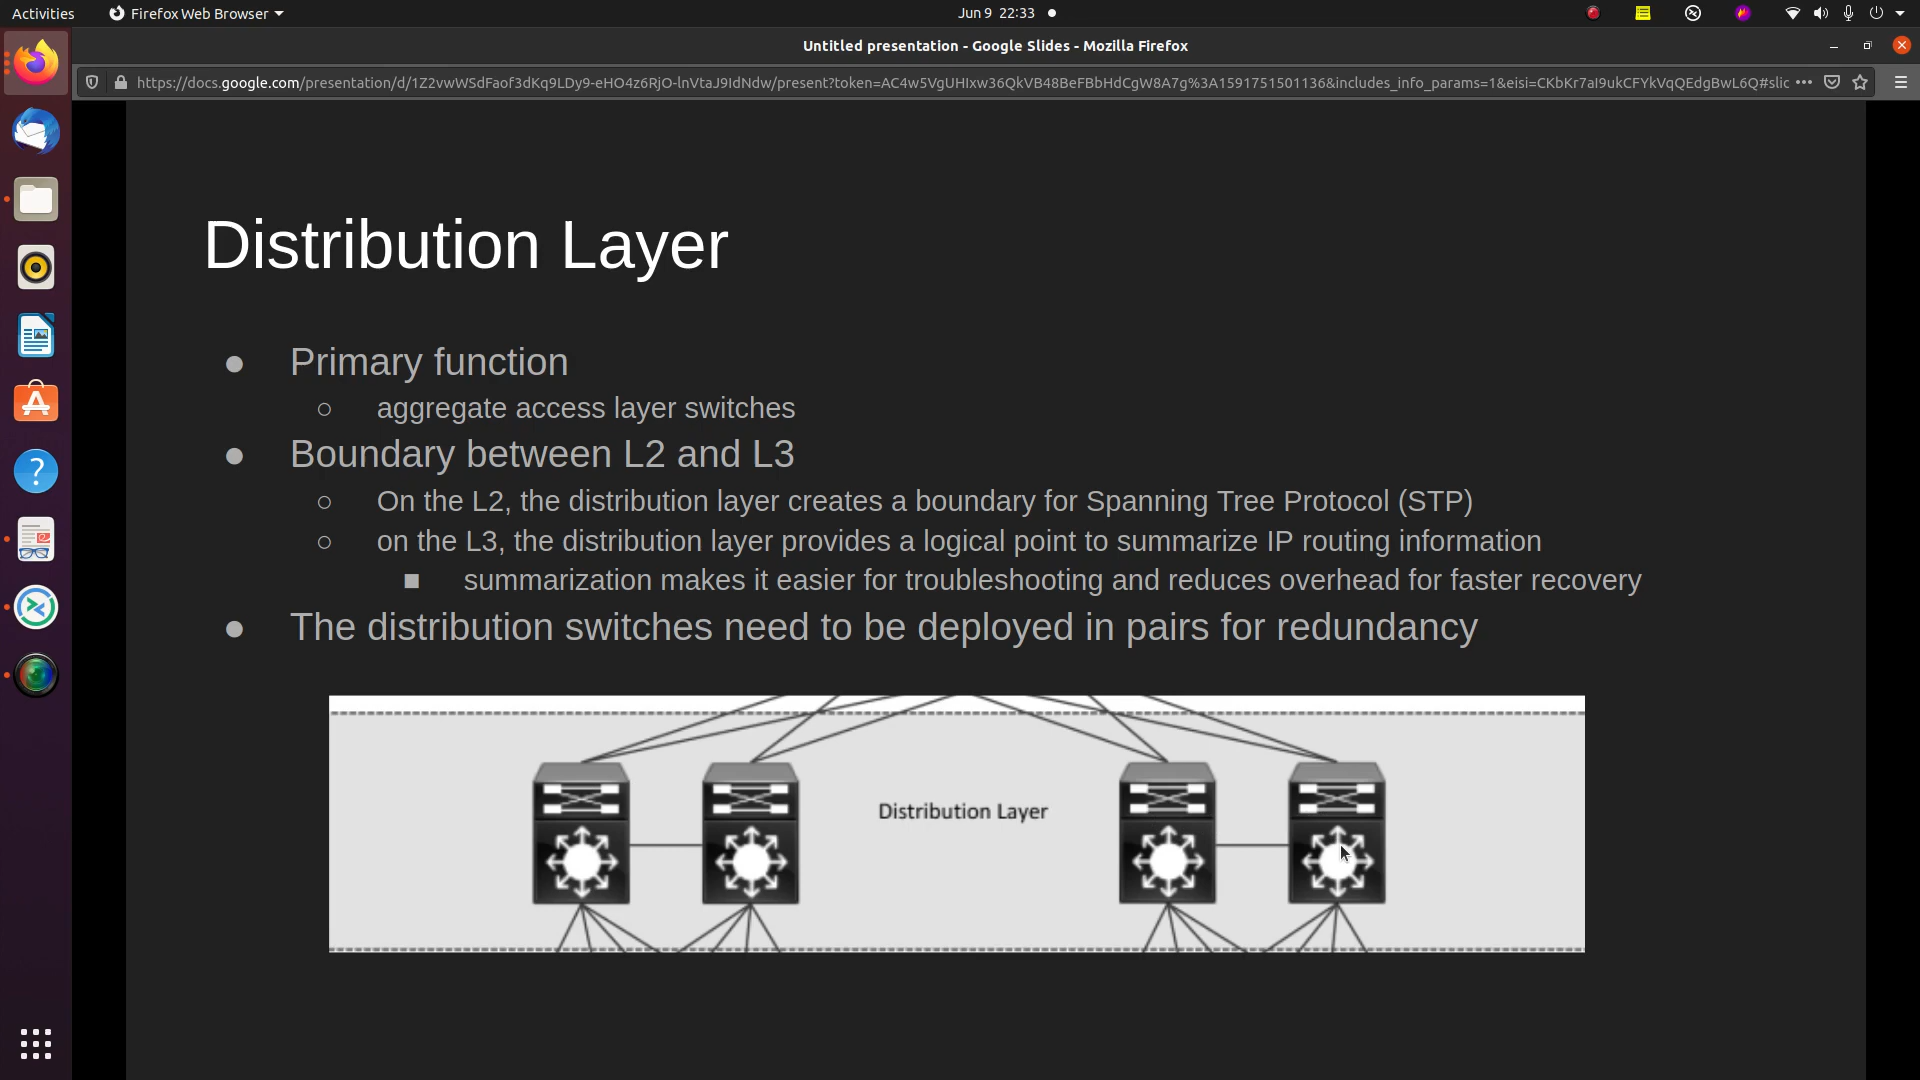 Activities
Firefox Web Browser
Jun 9 22:33
Untitled presentation - Google Slides - Mozilla Firefox
https://docs.google.com/presentation/d/1Z2vwWSdFaof3dKq9LDy9-eHO4z6RjO-lnVtaJ9IdNdw/present?token=AC4w5VgUHIxw36QkVB48BeFBbHdCgW8A7g%3A1591751501136&includes_info_params=1&eisi=CKbKr7aI9ukCFYkVqQEdgBwL6Q#slic
Distribution Layer
● Primary function
○ aggregate access layer switches
● Boundary between L2 and L3
○ On the L2, the distribution layer creates a boundary for Spanning Tree Protocol (STP)
○ on the L3, the distribution layer provides a logical point to summarize IP routing information
■ summarization makes it easier for troubleshooting and reduces overhead for faster recovery
● The distribution switches need to be deployed in pairs for redundancy
Distribution Layer